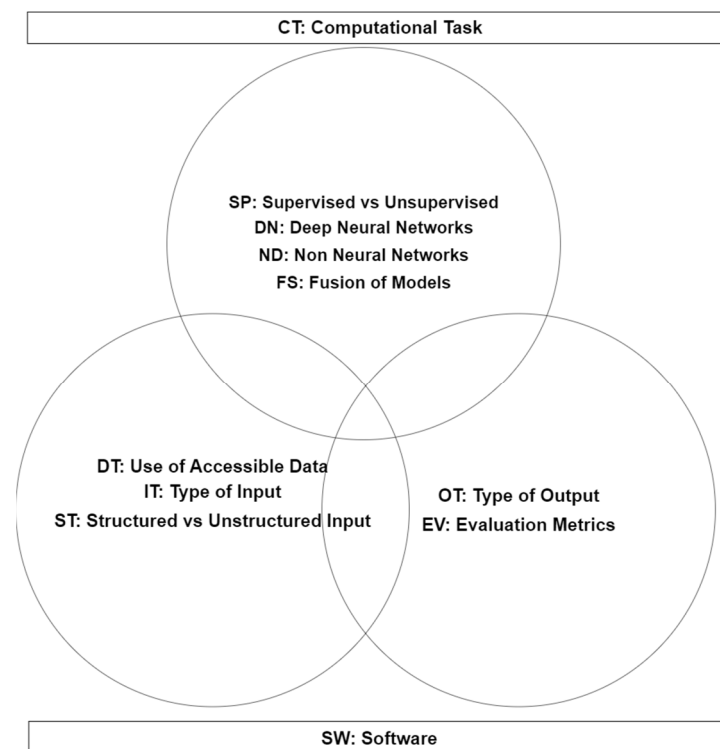 CT: Computational Task
SP: Supervised vs Unsupervised
DN: Deep Neural Networks
ND: Non Neural Networks
FS: Fusion of Models
DT: Use of Accessible Data
IT: Type of Input
ST: Structured vs Unstructured Input
OT: Type of Output
EV: Evaluation Metrics
SW: Software